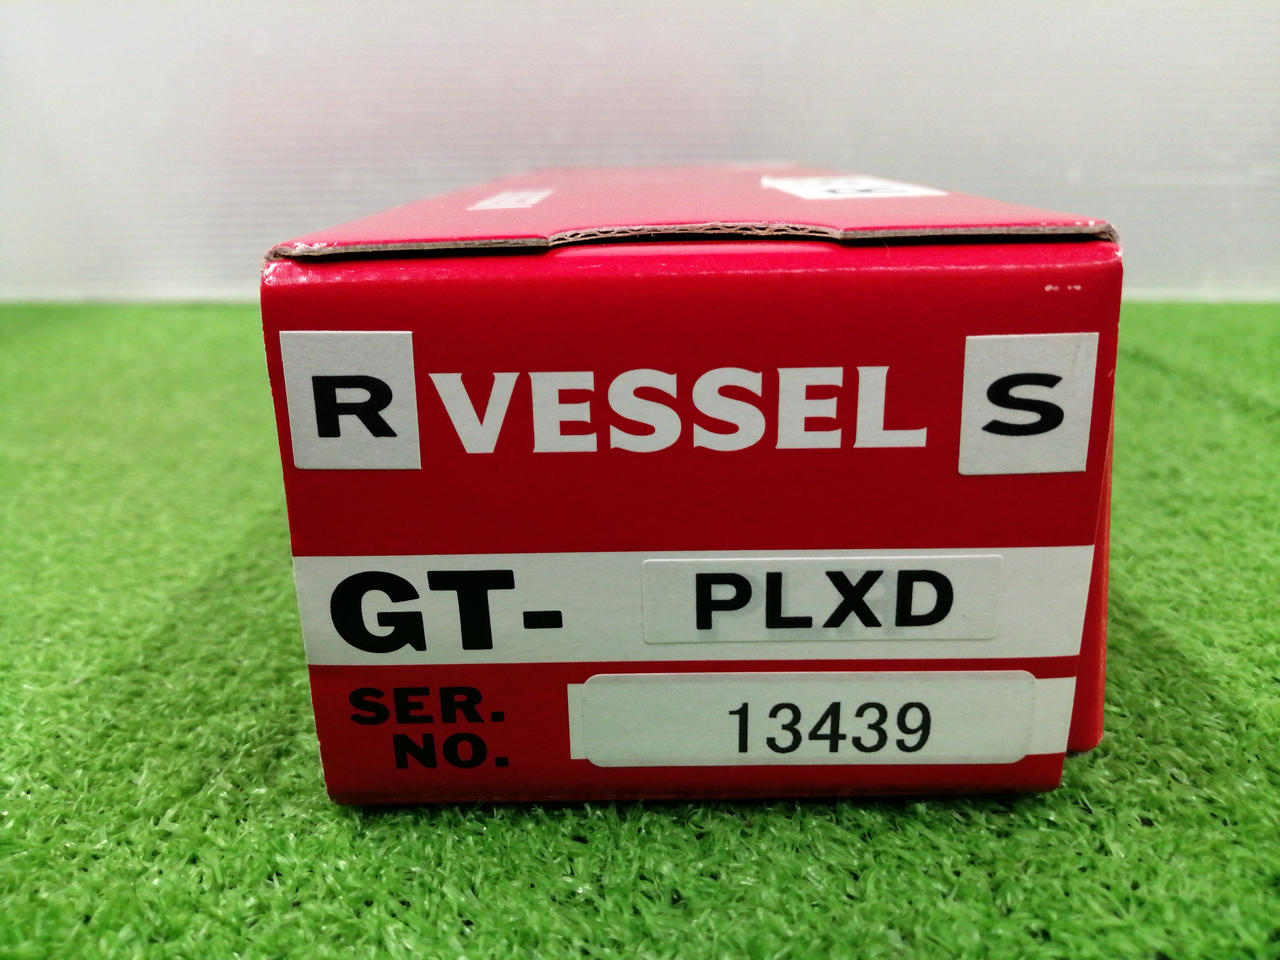 R VESSEL S
GT- PLXD
SER. NO. 13439